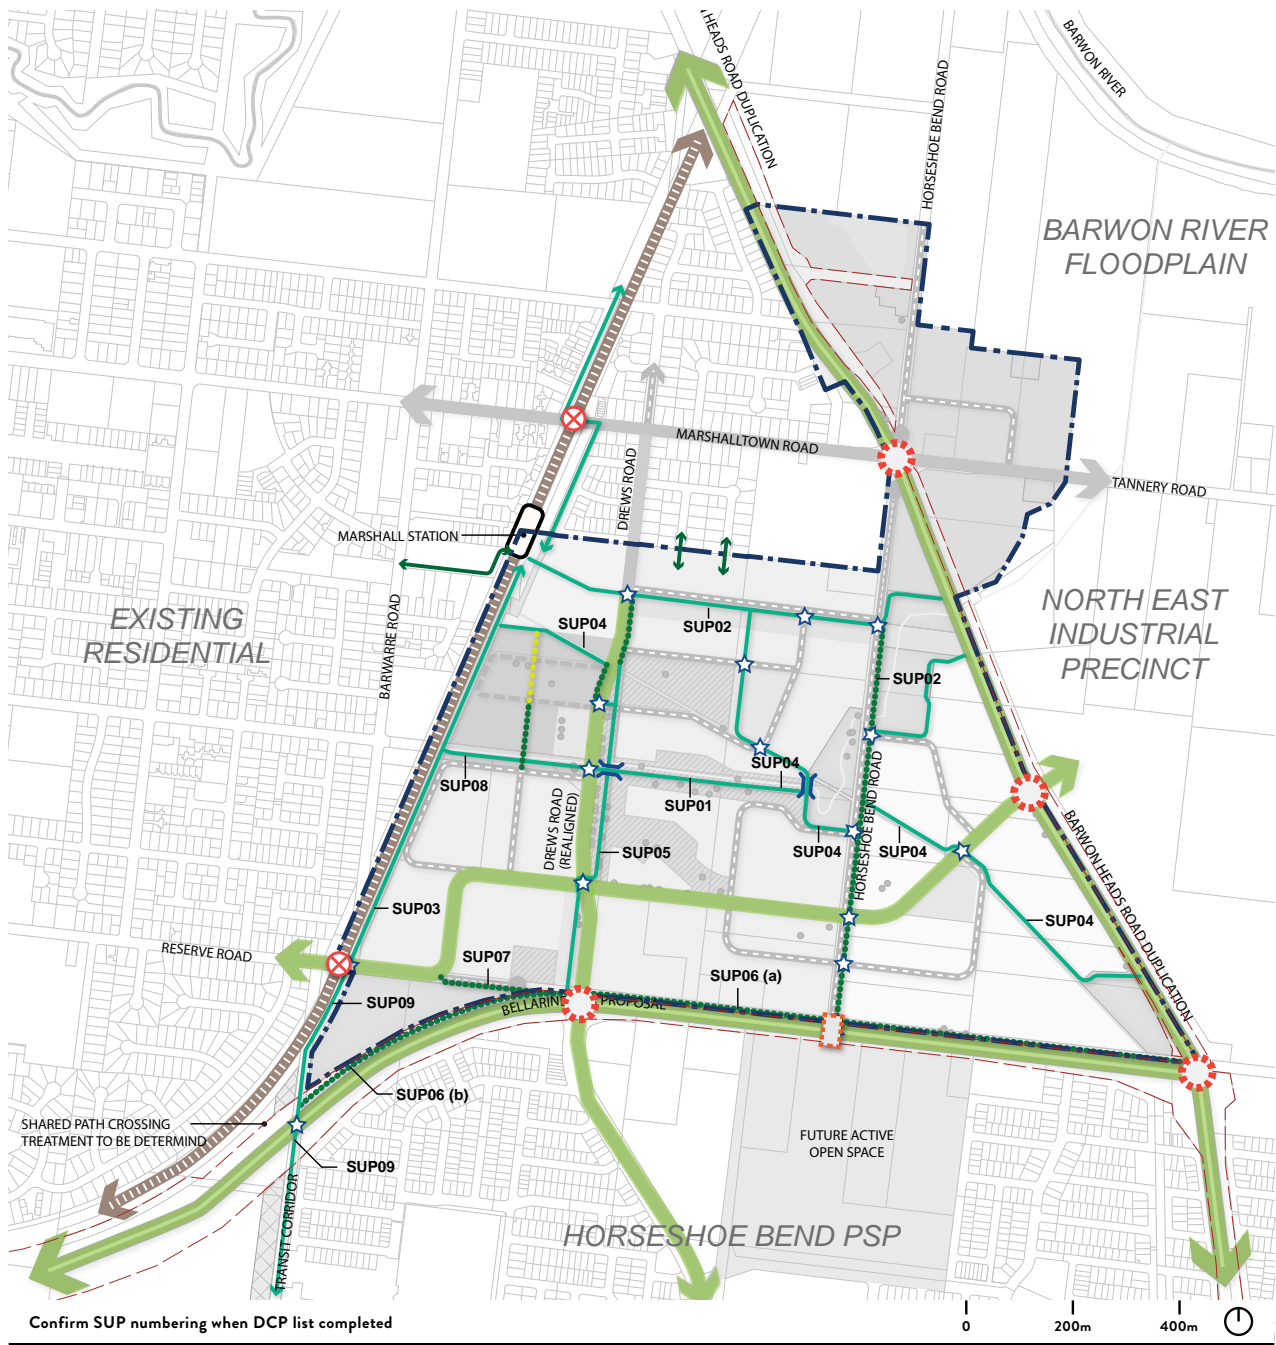 HEADS ROAD DUPLICATION
BARWON RIVER
HORSESHOE BEND ROAD
BARWON RIVER
FLOODPLAIN
MARSHALLTOWN ROAD
DREWS ROAD
TANNERY ROAD
MARSHALL STATION
EXISTING
RESIDENTIAL
BARWARRE ROAD
NORTH EAST
INDUSTRIAL
PRECINCT
SUP04
SUP02
SUP02
SUP04
SUP08
SUP01
HORSESHOE BEND ROAD
DREWS ROAD
(REALIGNED)
SUP05
SUP04
SUP04
BARWON HEADS ROAD DUPLICATION
SUP03
SUP04
RESERVE ROAD
SUP07
SUP06 (a)
SUP09
BELLARINE
PROPOSAL
SUP06 (b)
SHARED PATH CROSSING
TREATMENT TO BE DETERMIND
FUTURE ACTIVE
OPEN SPACE
SUP09
TRANSIT CORRIDOR
HORSESHOE BEND PSP
Confirm SUP numbering when DCP list completed
0 200m 400m